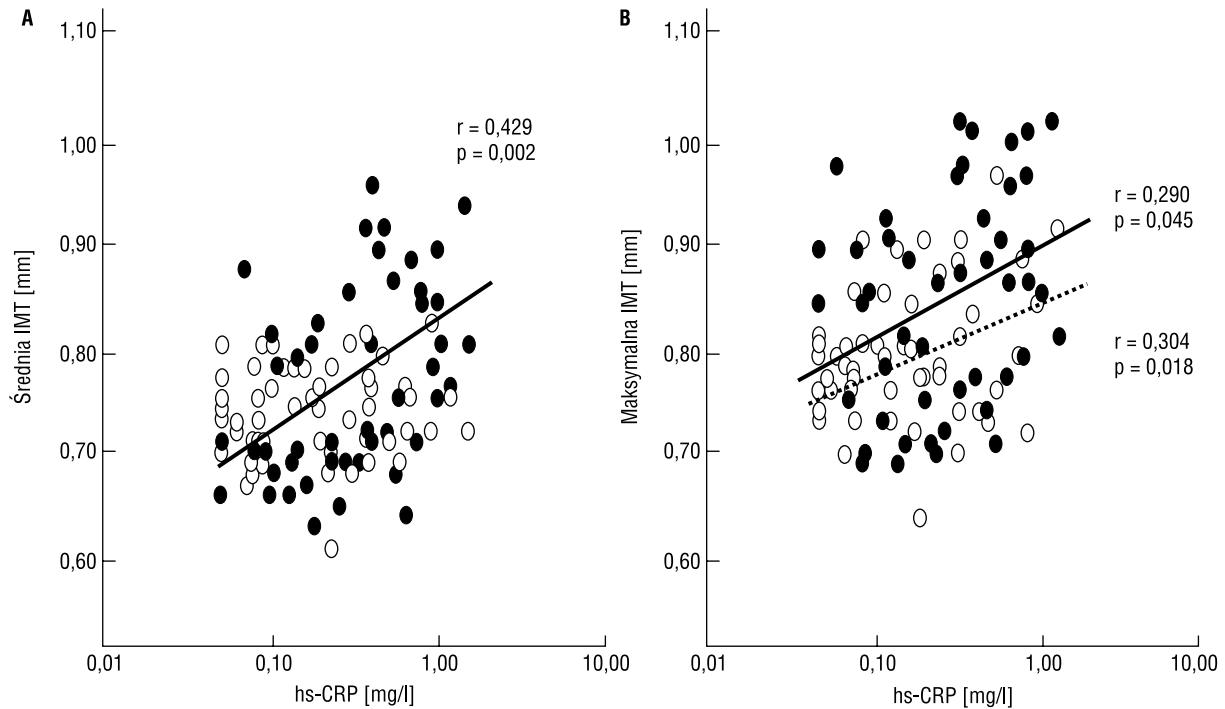 A
1,10
1,00
0,90
0,80
0,70
0,60
Średnia IMT [mm]
r = 0,429
p = 0,002
0,01
0,10
1,00
10,00
hs-CRP [mg/l]
B
1,10
1,00
0,90
0,80
0,70
0,60
Maksymalna IMT [mm]
r = 0,290
p = 0,045
r = 0,304
p = 0,018
0,01
0,10
1,00
10,00
hs-CRP [mg/l]